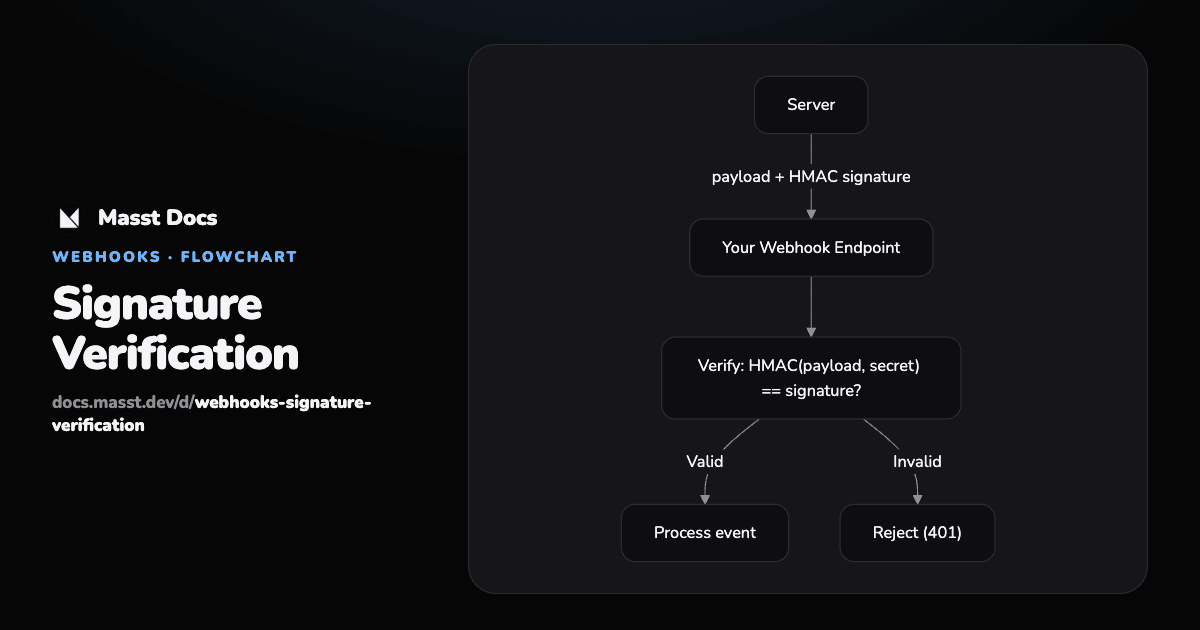 Masst Docs
WEBHOOKS · FLOWCHART
Signature
Verification
docs.masst.dev/d/webhooks-signature-
verification
Server
payload + HMAC signature
Your Webhook Endpoint
Verify: HMAC(payload, secret)
== signature?
Valid
Invalid
Process event
Reject (401)